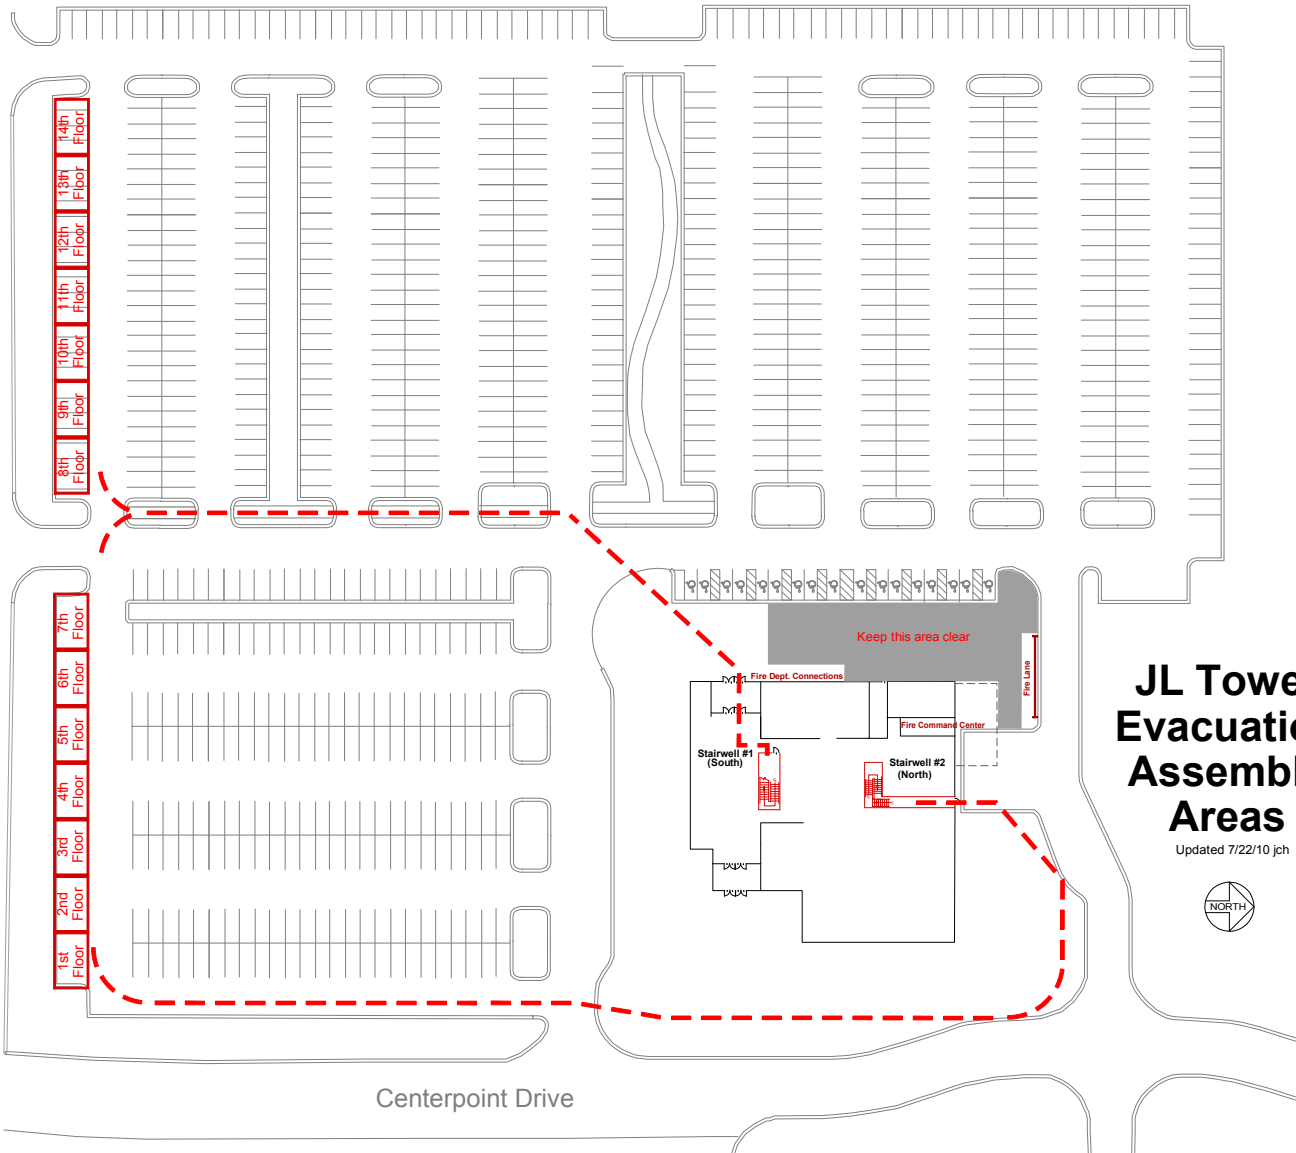 14th
Floor
13th
Floor
12th
Floor
11th
Floor
10th
Floor
9th
Floor
8th
Floor
7th
Floor
6th
Floor
5th
Floor
4th
Floor
3rd
Floor
2nd
Floor
1st
Floor
Keep this area clear
Fire Dept. Connections
Fire Lane
Fire Command Center
Stairwell #1
(South)
Stairwell #2
(North)
JL Towe
Evacuatio
Assembl
Areas
Updated 7/22/10 jch
NORTH
Centerpoint Drive